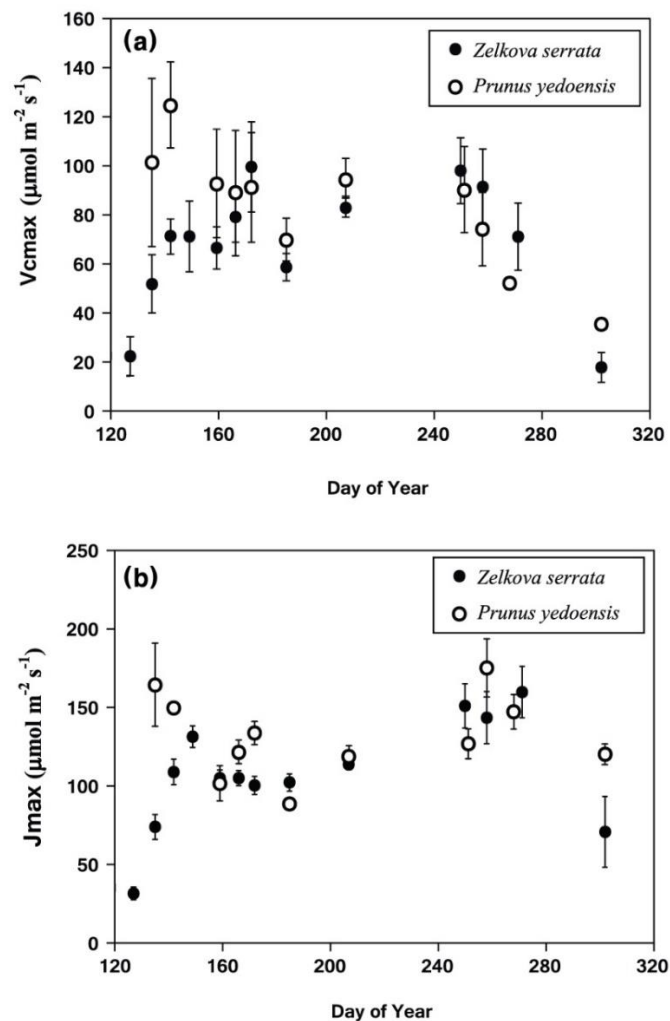 (a)
Zelkova serrata
Prunus yedoensis
160
140
120
100
80
60
40
20
0
Vcmax (μmol m⁻² s⁻¹)
120 160 200 240 280 320
Day of Year
(b)
Zelkova serrata
Prunus yedoensis
250
200
150
100
50
0
Jmax (μmol m⁻² s⁻¹)
120 160 200 240 280 320
Day of Year